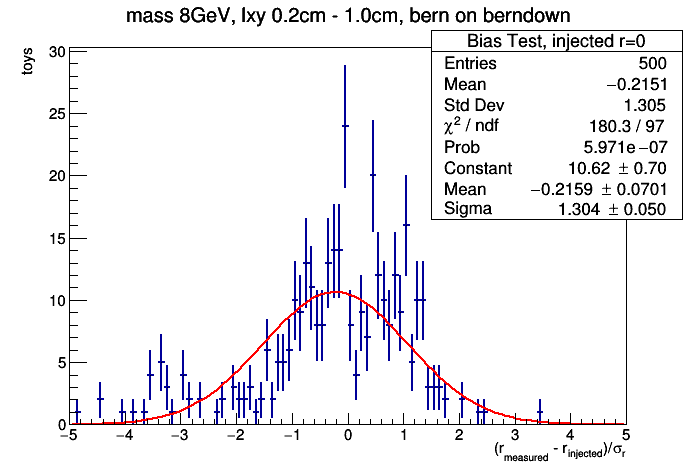 mass 8GeV, lxy 0.2cm - 1.0cm, bern on berndown
Bias Test, injected r=0
Entries 500
Mean −0.2151
Std Dev 1.305
χ² / ndf 180.3 / 97
Prob 5.971e−07
Constant 10.62 ± 0.70
Mean −0.2159 ± 0.0701
Sigma 1.304 ± 0.050
toys
30
25
20
15
10
5
0
−5 −4 −3 −2 −1 0 1 2 3 4 5
(r_measured - r_injected)/σ_r